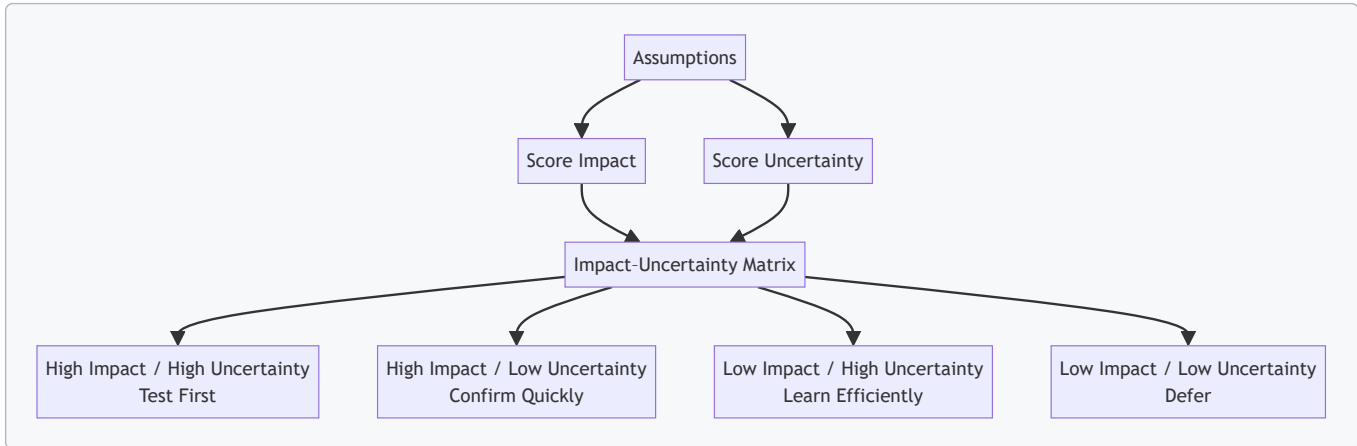 Assumptions
Score Impact
Score Uncertainty
Impact–Uncertainty Matrix
High Impact / High Uncertainty
Test First
High Impact / Low Uncertainty
Confirm Quickly
Low Impact / High Uncertainty
Learn Efficiently
Low Impact / Low Uncertainty
Defer